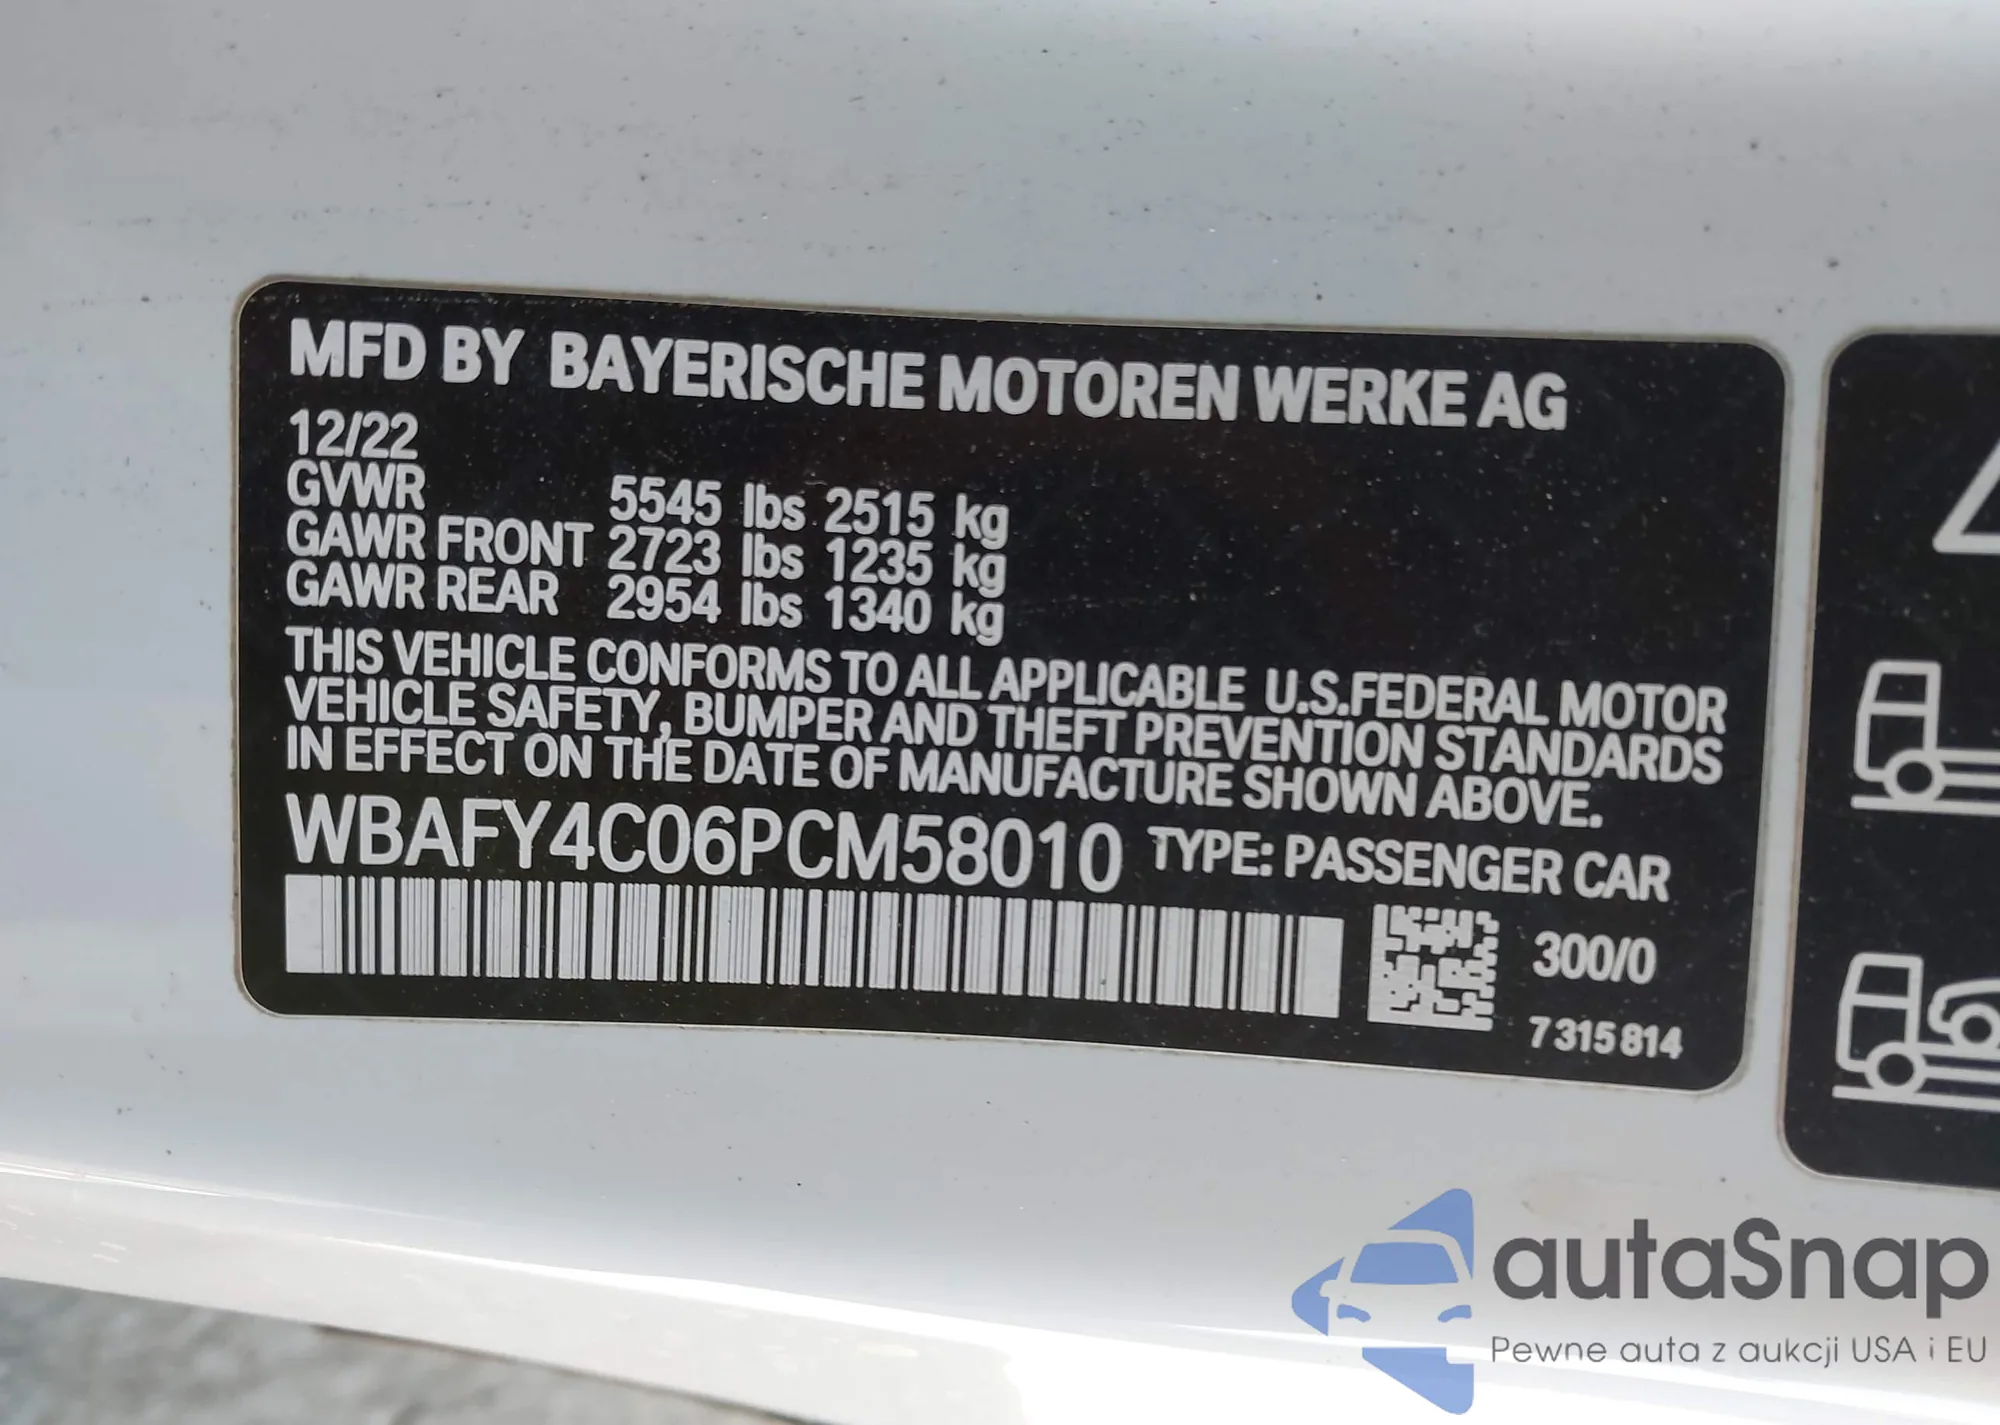 MFD BY BAYERISCHE MOTOREN WERKE AG
12/22
GVWR 5545 lbs 2515 kg
GAWR FRONT 2723 lbs 1235 kg
GAWR REAR 2954 lbs 1340 kg
THIS VEHICLE CONFORMS TO ALL APPLICABLE U.S.FEDERAL MOTOR
VEHICLE SAFETY, BUMPER AND THEFT PREVENTION STANDARDS
IN EFFECT ON THE DATE OF MANUFACTURE SHOWN ABOVE.
WBAFY4C06PCM58010 TYPE: PASSENGER CAR
300/0
7 315 814
autaSnap
Pewne auta z aukcji USA i EU